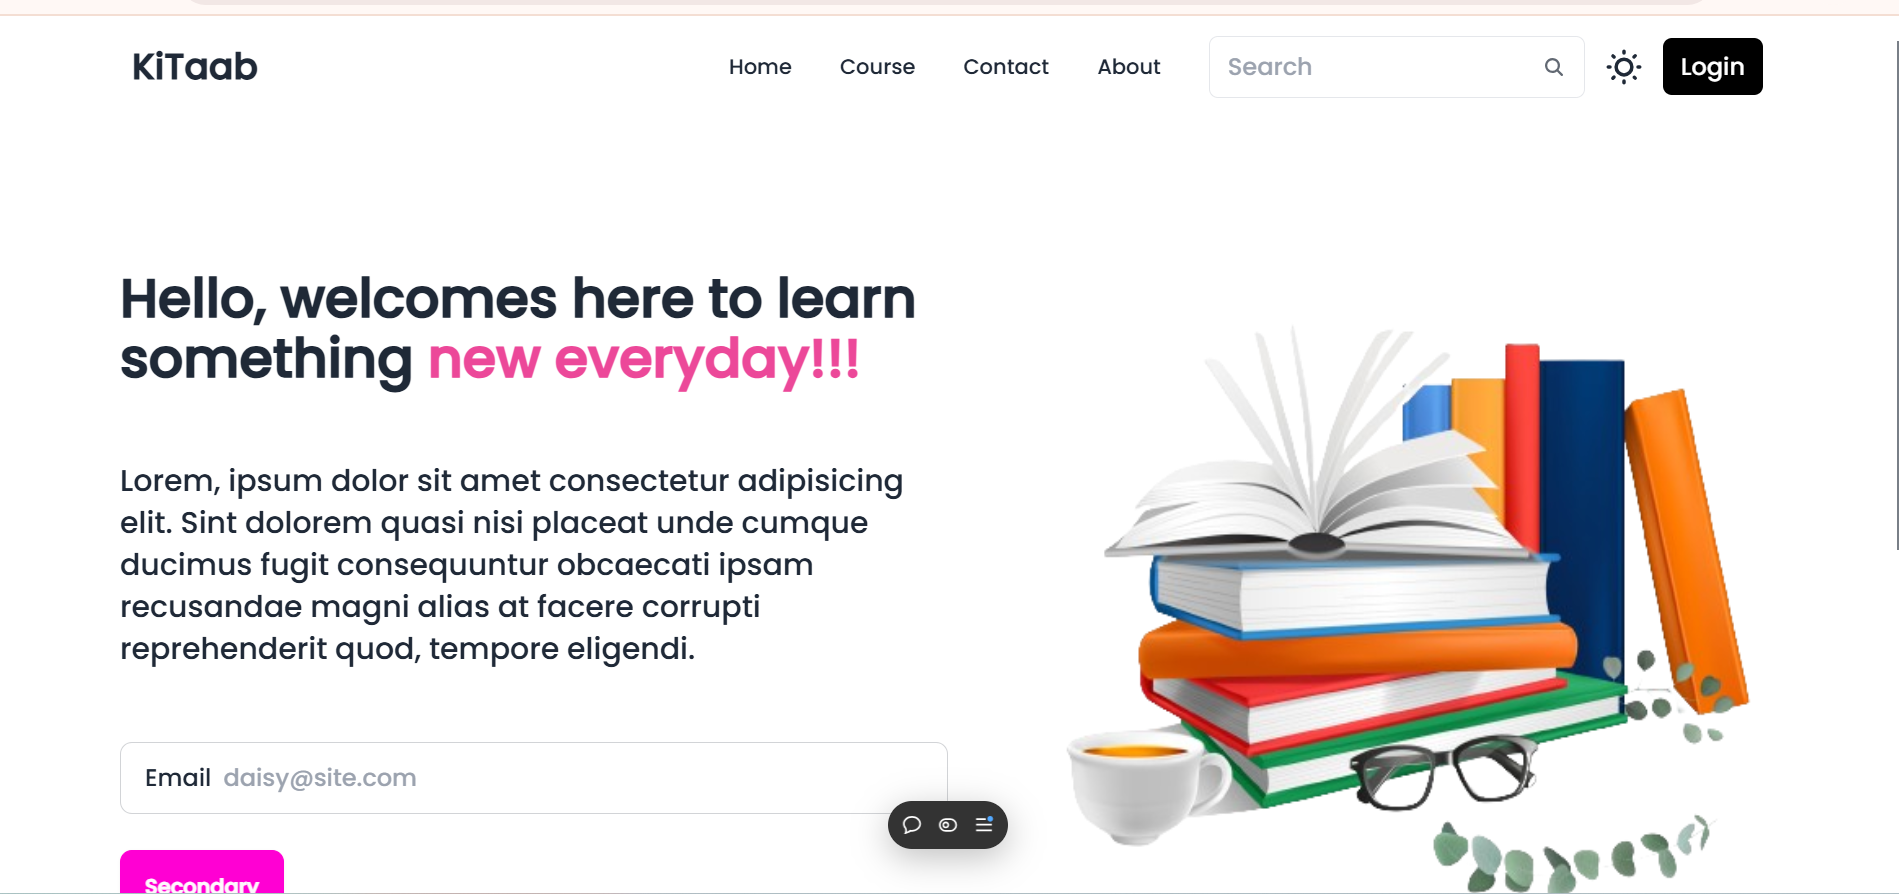 KiTaab
Home
Course
Contact
About
Search
Login
Hello, welcomes here to learn
something new everyday!!!
Lorem, ipsum dolor sit amet consectetur adipisicing
elit. Sint dolorem quasi nisi placeat unde cumque
ducimus fugit consequuntur obcaecati ipsam
recusandae magni alias at facere corrupti
reprehenderit quod, tempore eligendi.
Email daisy@site.com
Secondary